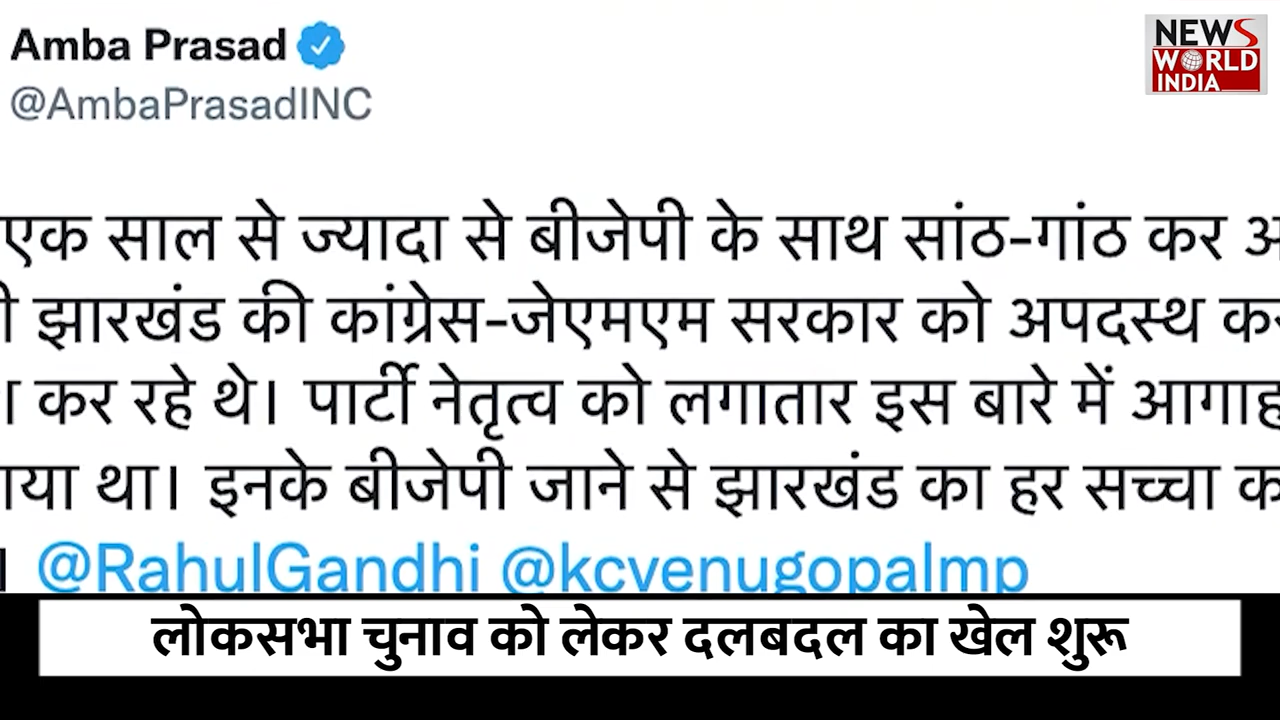 Amba Prasad
@AmbaPrasadINC
NEWS
WORLD
INDIA
एक साल से ज्यादा से बीजेपी के साथ सांठ-गांठ कर
झारखंड की कांग्रेस-जेएमएम सरकार को अपदस्थ
कर रहे थे। पार्टी नेतृत्व को लगातार इस बारे में
था। इनके बीजेपी जाने से झारखंड का हर सच्चा
@RahulGandhi @kcvenugopalmp
लोकसभा चुनाव को लेकर दलबदल का खेल शुरू